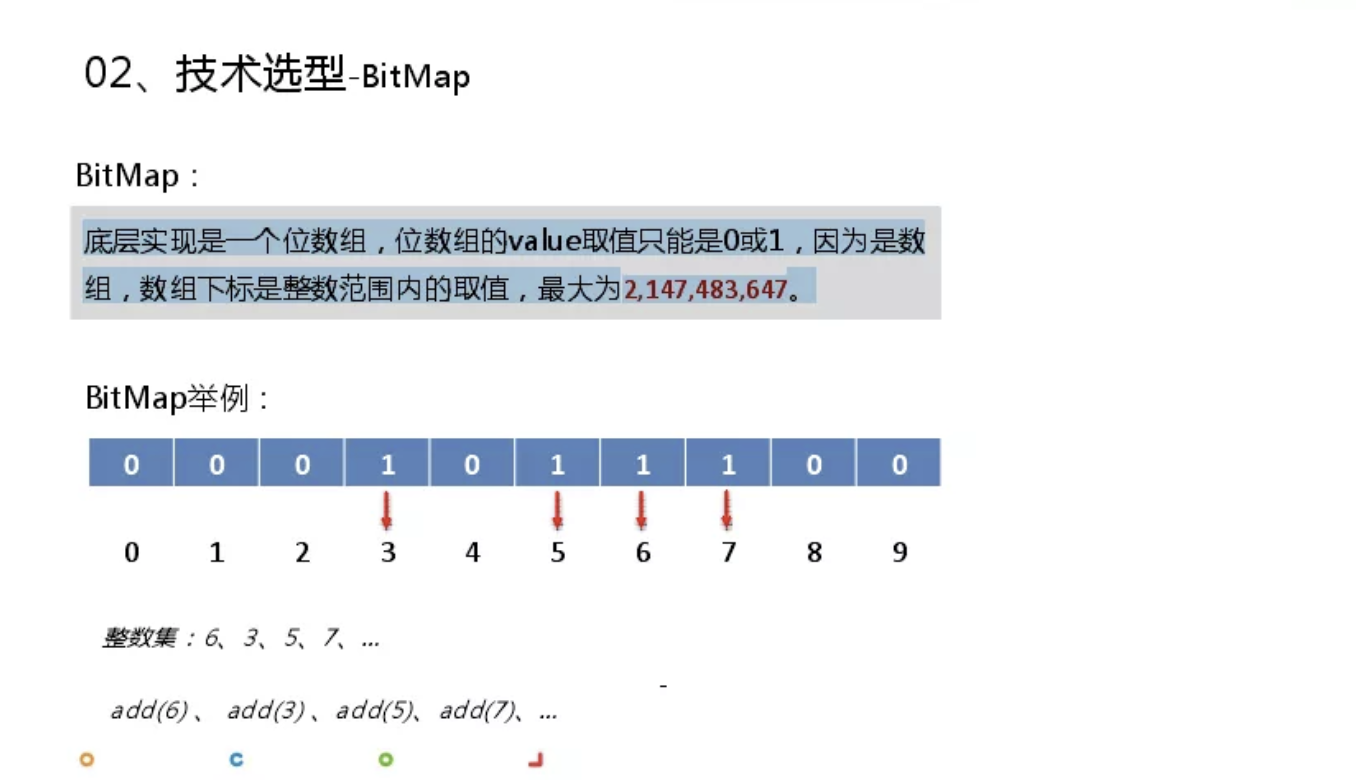 02、技术选型-BitMap
BitMap：
底层实现是一个位数组，位数组的value取值只能是0或1，因为是数
组，数组下标是整数范围内的取值，最大为2,147,483,647。
BitMap举例：
0 0 0 1 0 1 1 1 0 0
0 1 2 3 4 5 6 7 8 9
整数集：6、3、5、7、...
-
add(6) 、 add(3) 、add(5)、add(7)、...